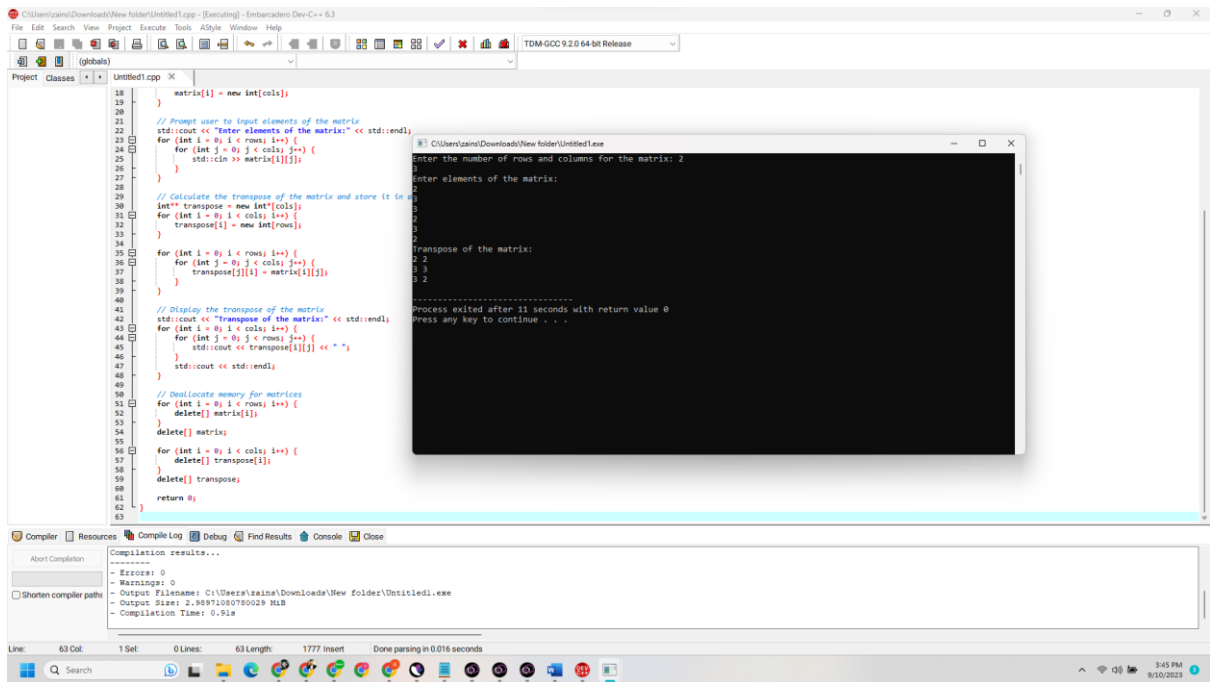 C:\Users\zains\Downloads\New folder\Untitled1.cpp - [Executing] - Embarcadero Dev-C++ 6.3
File Edit Search View Project Execute Tools AStyle Window Help
TDM-GCC 9.2.0 64-bit Release
(globals)
Project Classes Untitled1.cpp
18 matrix[i] = new int[cols];
19 }
20
21 // Prompt user to input elements of the matrix
22 std::cout << "Enter elements of the matrix:" << std::endl;
23 for (int i = 0; i < rows; i++) {
24 for (int j = 0; j < cols; j++) {
25 std::cin >> matrix[i][j];
26 }
27 }
28
29 // Calculate the transpose of the matrix and store it in a
30 int** transpose = new int*[cols];
31 for (int i = 0; i < cols; i++) {
32 transpose[i] = new int[rows];
33 }
34
35 for (int i = 0; i < rows; i++) {
36 for (int j = 0; j < cols; j++) {
37 transpose[j][i] = matrix[i][j];
38 }
39 }
40
41 // Display the transpose of the matrix
42 std::cout << "Transpose of the matrix:" << std::endl;
43 for (int i = 0; i < cols; i++) {
44 for (int j = 0; j < rows; j++) {
45 std::cout << transpose[i][j] << " ";
46 }
47 std::cout << std::endl;
48 }
49
50 // Deallocate memory for matrices
51 for (int i = 0; i < rows; i++) {
52 delete[] matrix[i];
53 }
54 delete[] matrix;
55
56 for (int i = 0; i < cols; i++) {
57 delete[] transpose[i];
58 }
59 delete[] transpose;
60
61 return 0;
62 }
63
C:\Users\zains\Downloads\New folder\Untitled1.exe
Enter the number of rows and columns for the matrix: 2
3
Enter elements of the matrix:
2
3
3
2
3
2
Transpose of the matrix:
2 2
3 3
3 2
--------------------------------
Process exited after 11 seconds with return value 0
Press any key to continue . . .
Compiler Resources Compile Log Debug Find Results Console Close
Abort Compilation
Shorten compiler paths
Compilation results...
--------
- Errors: 0
- Warnings: 0
- Output Filename: C:\Users\zains\Downloads\New folder\Untitled1.exe
- Output Size: 2.98971080780029 MiB
- Compilation Time: 0.91s
Line: 63 Col: 1 Sel: 0 Lines: 63 Length: 1777 Insert Done parsing in 0.016 seconds
Search
3:45 PM
9/10/2023